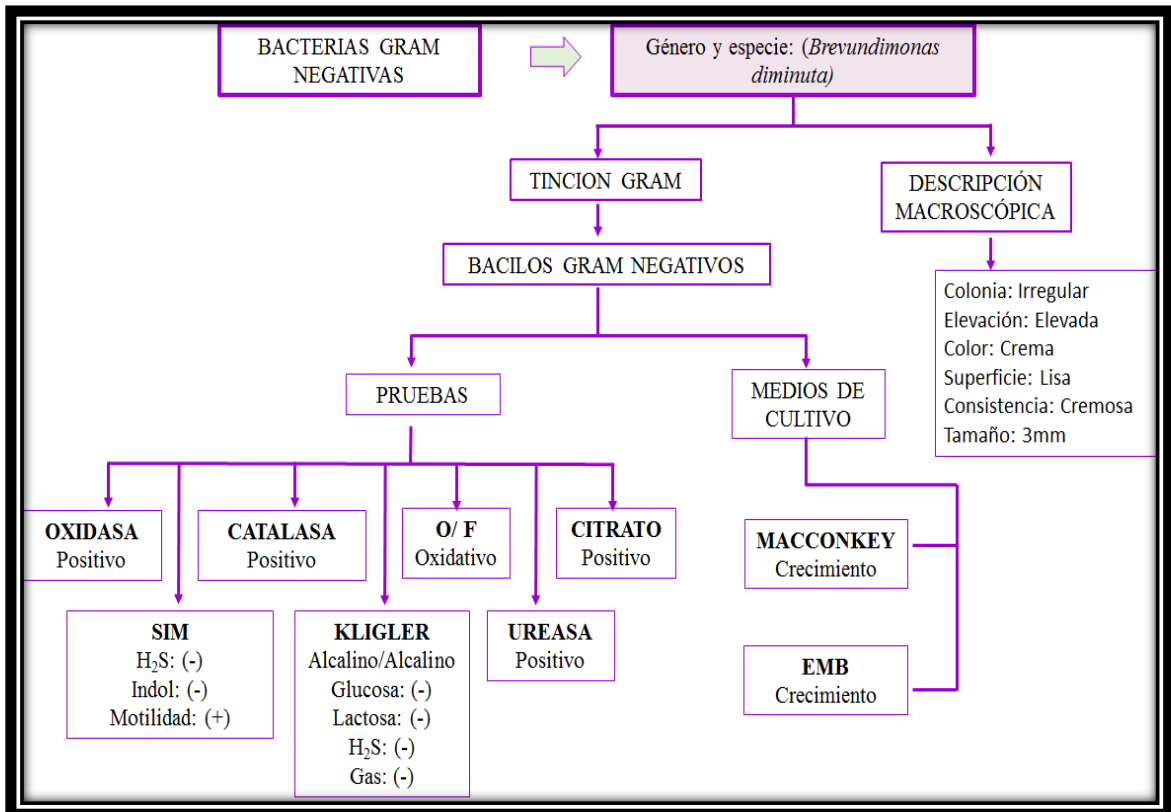 BACTERIAS GRAM
NEGATIVAS
Género y especie: (Brevundimonas
diminuta)
TINCION GRAM
DESCRIPCIÓN
MACROSCÓPICA
BACILOS GRAM NEGATIVOS
Colonia: Irregular
Elevación: Elevada
Color: Crema
Superficie: Lisa
Consistencia: Cremosa
Tamaño: 3mm
PRUEBAS
MEDIOS DE
CULTIVO
OXIDASA
Positivo
CATALASA
Positivo
O/ F
Oxidativo
CITRATO
Positivo
MACCONKEY
Crecimiento
SIM
H₂S: (-)
Indol: (-)
Motilidad: (+)
KLIGLER
Alcalino/Alcalino
Glucosa: (-)
Lactosa: (-)
H₂S: (-)
Gas: (-)
UREASA
Positivo
EMB
Crecimiento